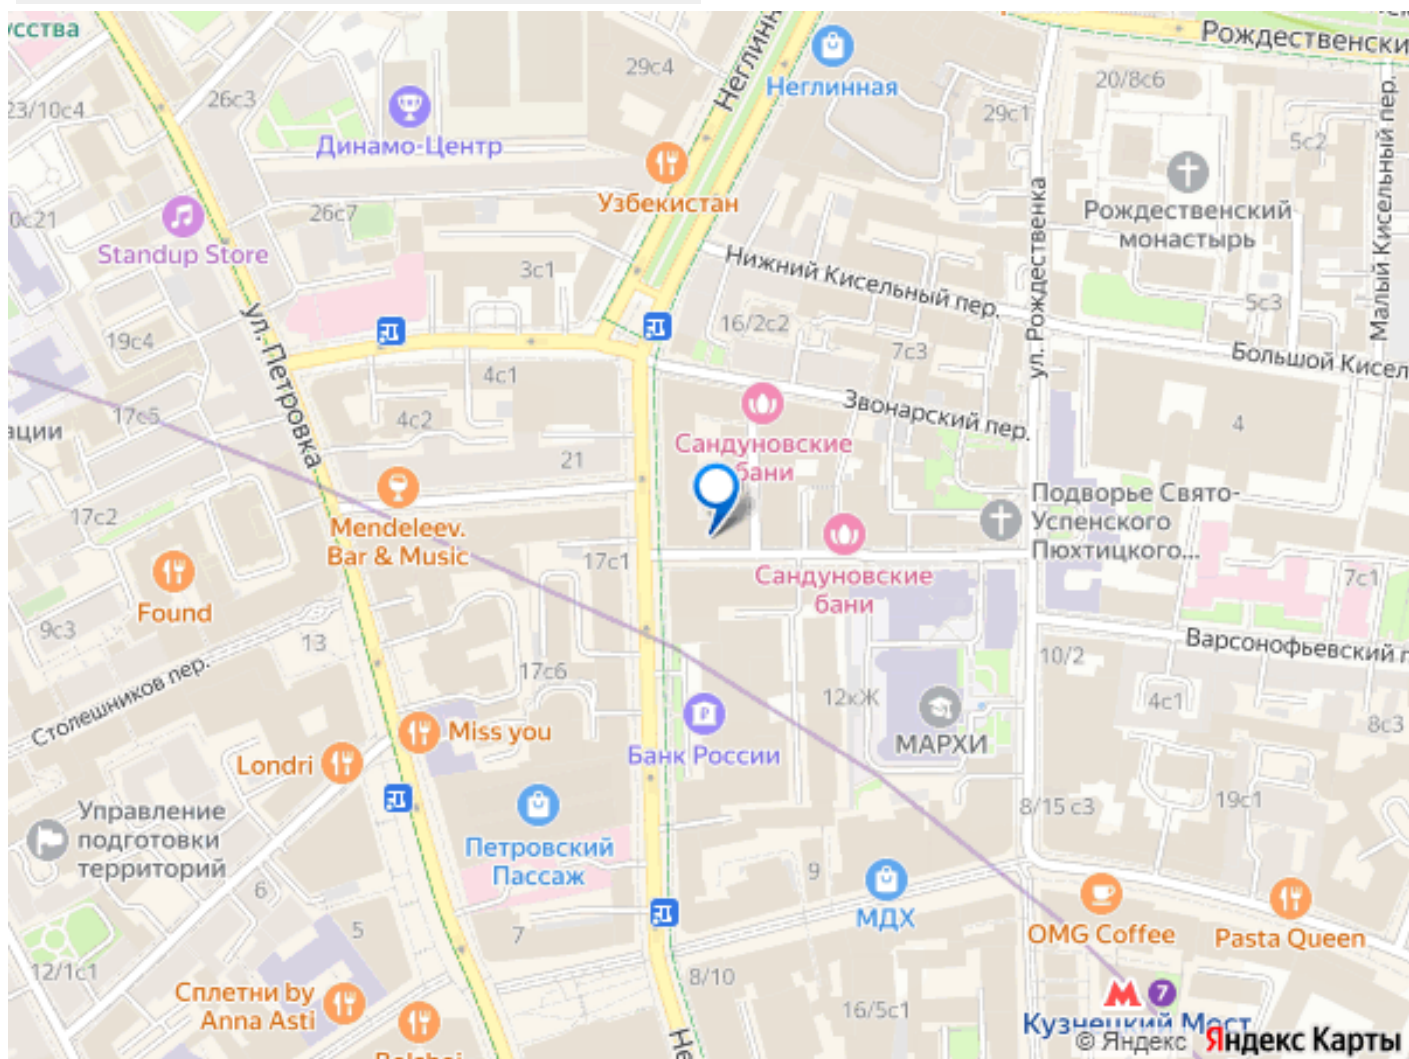 усства
Рождественски
Неглинн
29с4
Неглинная
20/8с6
26с3
23/10с4
29с1
Малый Кисельный пер.
5с2
Динамо-Центр
Узбекистан
ул. Рождественка
Рождественский
монастырь
26с7
0с21
Standup Store
Нижний Кисельный пер.
3с1
5с3
16/2с2
ул. Петровка
19с4
7с3
Большой Кисел
4с1
17с5
4с2
Звонарский пер.
4
ации
Сандуновские
бани
21
Подворье Свято-
Успенского
Пюхтицкого...
17с2
Mendeleev.
Bar & Music
17с1
Сандуновские
бани
7с1
Found
9с3
13
Варсонофьевский п
Столешников пер.
17с6
10/2
12кЖ
4с1
8с3
Miss you
МАРХИ
Банк России
Londri
Управление
подготовки
территорий
8/15 с3
19с1
Петровский
Пассаж
6
9
МДХ
OMG Coffee
Pasta Queen
5
7
12/1с1
8/10
Сплетни by
Anna Asti
7
16/5с1
Кузнецкий Мост
Не
© Яндекс
Яндекс Карты